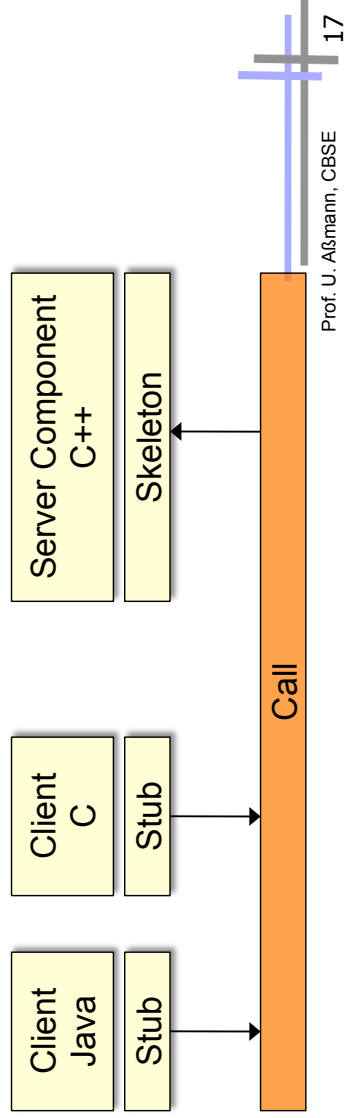 Client
Java
Stub
Client
C
Stub
Server Component
C++
Skeleton
Call
Prof. U. Aßmann, CBSE
17